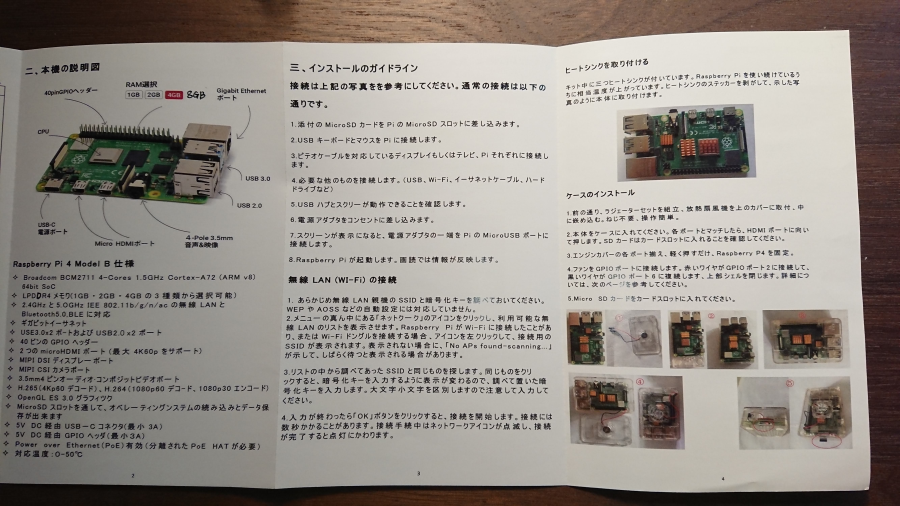 二、本機の説明図
40pinGPIOヘッダー
RAM選択
1GB 2GB 4GB 8GB
Gigabit Ethernet
ポート
CPU
USB 3.0
USB 2.0
USB-C
電源ポート
Micro HDMIポート
4-Pole 3.5mm
音声&映像
Raspberry Pi 4 Model B 仕様
❖ Broadcom BCM2711 4-Cores 1.5GHz Cortex-A72 (ARM v8)
64bit SoC
❖ LPDDR4 メモリ(1GB・2GB・4GB の 3 種類から選択可能)
❖ 2.4GHz と 5.0GHz IEE 802.11b/g/n/ac の無線 LAN と
Bluetooth5.0,BLE に対応
❖ ギガビットイーサネット
❖ USE3.0x2 ポートおよび USB2.0 x2 ポート
❖ 40 ピンの GPIO ヘッダー
❖ 2 つの microHDMI ポート(最大 4K60p をサポート)
❖ MIPI DSI ディスプレーポート
❖ MIPI CSI カメラポート
❖ 3.5mm4 ピンオーディオ・コンポジットビデオポート
❖ H.265(4Kp60 デコード)、H.264(1080p60 デコード、1080p30 エンコード)
❖ OpenGL ES 3.0 グラフィック
❖ MicroSD スロットを通して、オペレーティングシステムの読み込みとデータ保
存が出来ます
❖ 5V DC 経由 USB-C コネクタ(最小 3A)
❖ 5V DC 経由 GPIO ヘッダ(最小3A)
❖ Power over Ethernet(PoE)有効(分離されたPoE HATが必要)
❖ 対応温度:0-50℃
三、インストールのガイドライン
接続は上記の写真をを参考にしてください。通常の接続は以下の
通りです。
1.添付の MicroSD カードを Pi の MicroSD スロットに差し込みます。
2.USB キーボードとマウスを Pi に接続します。
3.ビデオケーブルを対応しているディスプレイもしくはテレビ、Pi それぞれに接続し
ます。
4.必要な他のものを接続します。(USB、Wi-Fi、イーサネットケーブル、ハード
ドライブなど)
5.USB ハブとスクリーが動作できることを確認します。
6.電源アダプタをコンセントに差し込みます。
7.スクリーンが表示になると、電源アダプタの一端を Pi の MicroUSB ポートに
接続します。
8.Raspberry Pi が起動します。画読では情報が反映します。
無線 LAN (Wi-Fi) の接続
1. あらかじめ無線 LAN 親機の SSID と暗号化キーを調べておいてください。
WEP や AOSS などの自動設定には対応していません。
2.メニューの真ん中にある「ネットワーク」のアイコンをクリックし、利用可能な無
線 LAN のリストを表示させます。Raspberry Pi が Wi-Fi に接続したことがあ
り、または Wi-Fi ドングルを接続する場合、アイコンを左クリックして、接続用の
SSID が表示されます。表示されない場合に、「No APs found-scanning...」
が示して、しばらく待つと表示される場合があります。
3.リストの中から調べてあった SSID と同じものを探します。同じものをクリ
ックすると、暗号化キーを入力するように表示が変わるので、調べて置いた暗
号化キーを入力します。大文字小文字を区別しますので注意して入力して
ください。
4.入力が終わったら「OK」ボタンをクリックすると、接続を開始します。接続には
数秒かかることがあります。接続手続中はネットワークアイコンが点滅し、接続
が完了すると点灯にかわります。
3
ヒートシンクを取り付ける
キット中に三つヒートシンクが付いています。Raspberry Pi を使い続けているう
ちに相当温度が上がっています。ヒートシンクのステッカーを剥がして、示した写
真のように本体に取り付けます。
ケースのインストール
1.前の通り、ラジェーターセットを組立、放熱扇風機を上のカバーに取付、中
に嵌め込む。ねじ不要、操作簡単。
2.本体をケースに入れてください。各ポートとマッチしたら、HDMI ポートに向い
て押します。SD カードはカードスロットに入れることを確認してください。
3.エンジンカバーの各ポート揃え、軽く押すだけ、Raspberry P4を固定。
4.ファンを GPIO ポートに接続します。赤いワイヤが GPIO ポート 2 に接続して、
黒いワイヤが GPIO ポート 6 に接続します、上部シェルを閉じます。詳細につ
いては、次のページを参考してください。
5.Micro SD カードをカードスロットに入れてください。
④
⑤
4